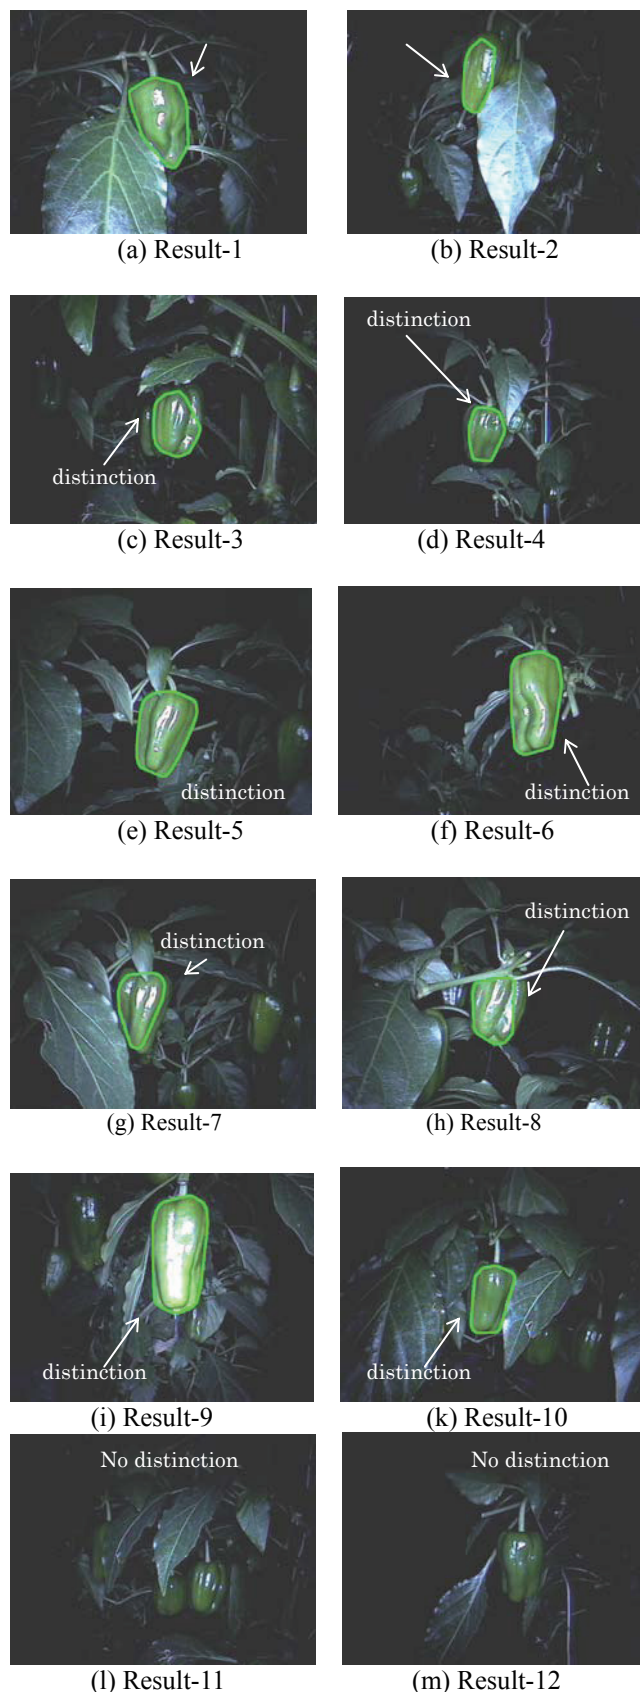 (a) Result-1
(b) Result-2
distinction
(c) Result-3
distinction
(d) Result-4
distinction
(e) Result-5
distinction
(f) Result-6
distinction
(g) Result-7
distinction
(h) Result-8
distinction
(i) Result-9
distinction
(k) Result-10
No distinction
(l) Result-11
No distinction
(m) Result-12